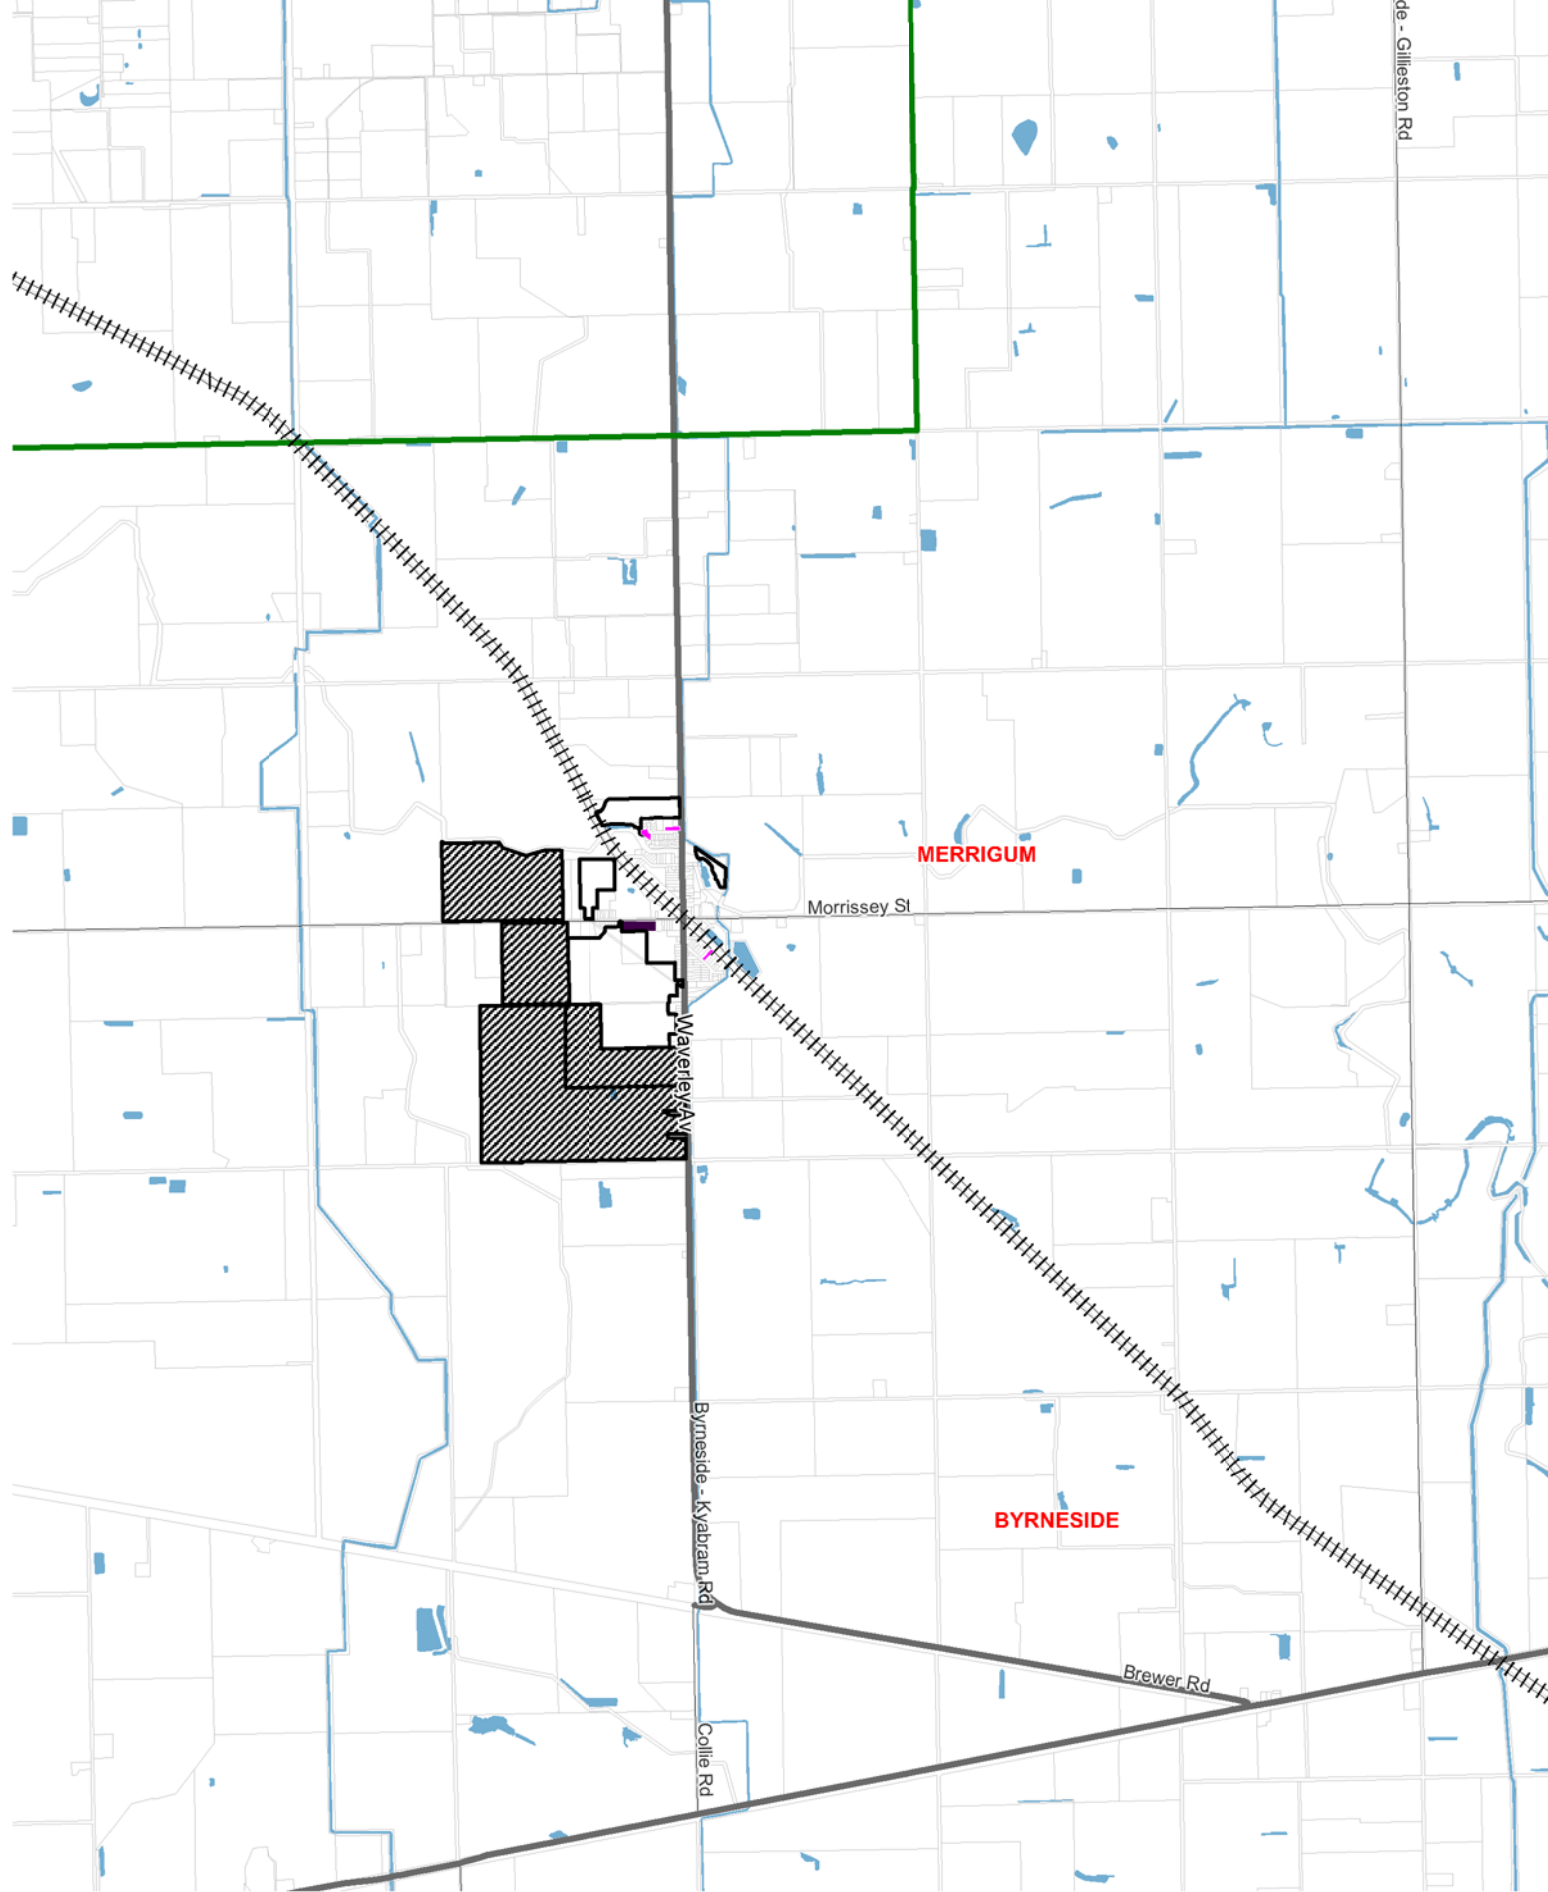 de - Gillieston Rd
MERRIGUM
Morrissey St
Waverley Av
Byrneside - Kyabram Rd
BYRNESIDE
Brewer Rd
Collie Rd